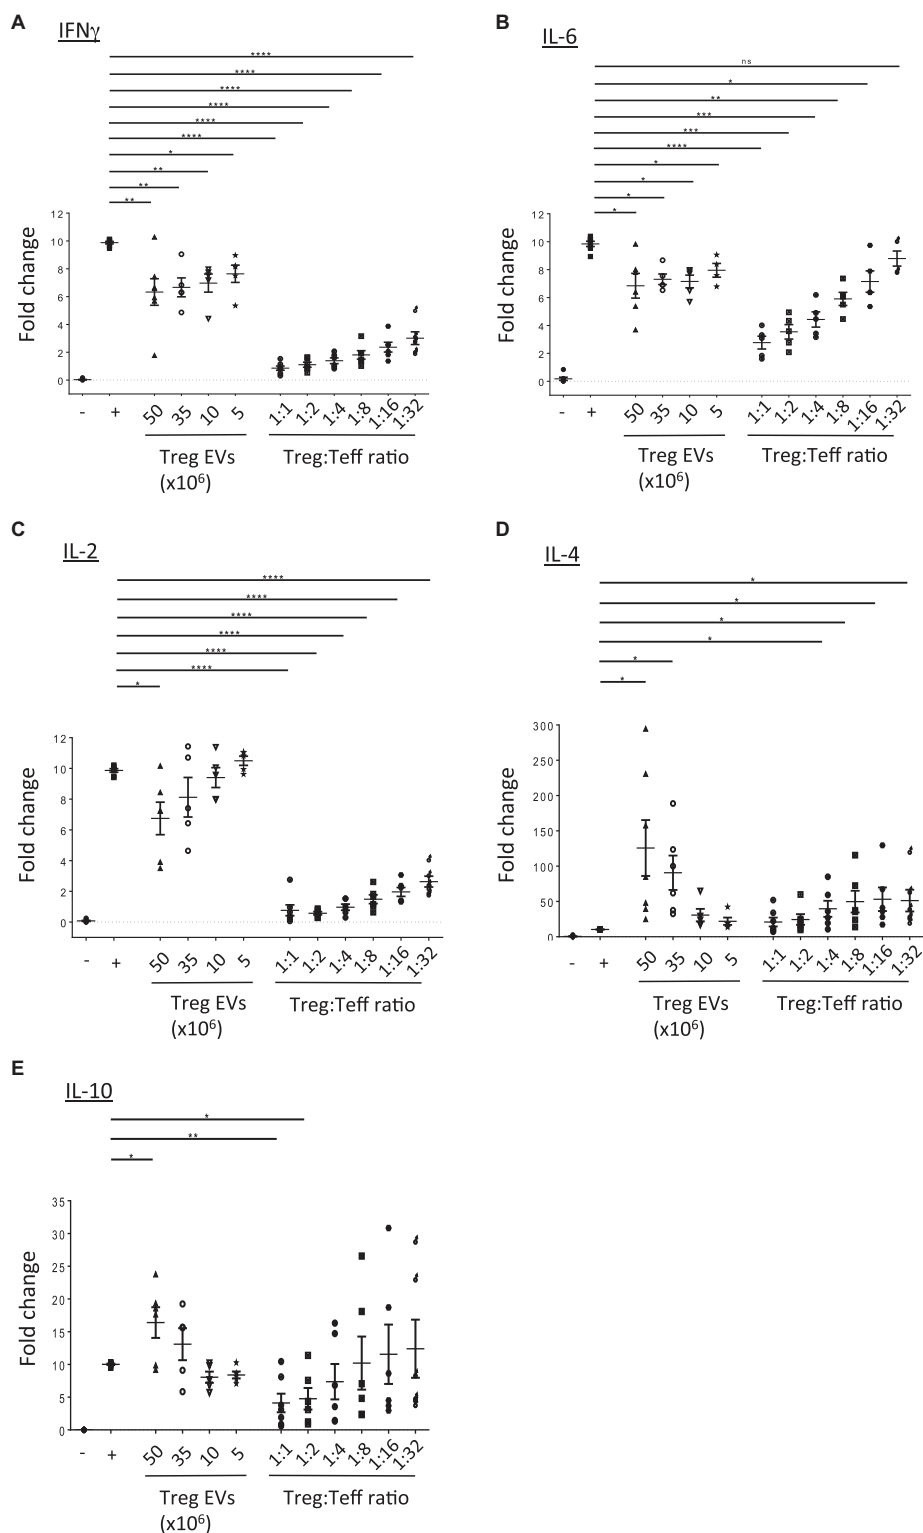 A
IFNγ
****
****
****
****
****
****
*
**
**
**
Fold change
12
10
8
6
4
2
0
- + 50 35 10 5 1:1 1:2 1:4 1:8 1:16 1:32
Treg EVs Treg:Teff ratio
(x10⁶)
B
IL-6
ns
*
**
***
***
****
*
*
*
*
Fold change
12
10
8
6
4
2
0
- + 50 35 10 5 1:1 1:2 1:4 1:8 1:16 1:32
Treg EVs Treg:Teff ratio
(x10⁶)
C
IL-2
****
****
****
****
****
****
*
Fold change
12
10
8
6
4
2
0
- + 50 35 10 5 1:1 1:2 1:4 1:8 1:16 1:32
Treg EVs Treg:Teff ratio
(x10⁶)
D
IL-4
*
*
*
*
*
*
Fold change
300
250
200
150
100
50
0
- + 50 35 10 5 1:1 1:2 1:4 1:8 1:16 1:32
Treg EVs Treg:Teff ratio
(x10⁶)
E
IL-10
*
**
*
Fold change
35
30
25
20
15
10
5
0
- + 50 35 10 5 1:1 1:2 1:4 1:8 1:16 1:32
Treg EVs Treg:Teff ratio
(x10⁶)